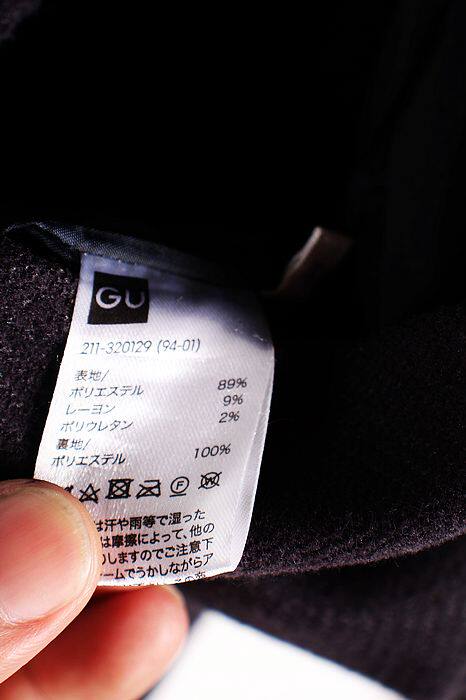 GU
211-320129 (94-01)
表地/
ポリエステル 89%
レーヨン 9%
ポリウレタン 2%
裏地/
ポリエステル 100%
は汗や雨等で湿った
は摩擦によって、他の
しますのでご注意下
ームでうかしながらア